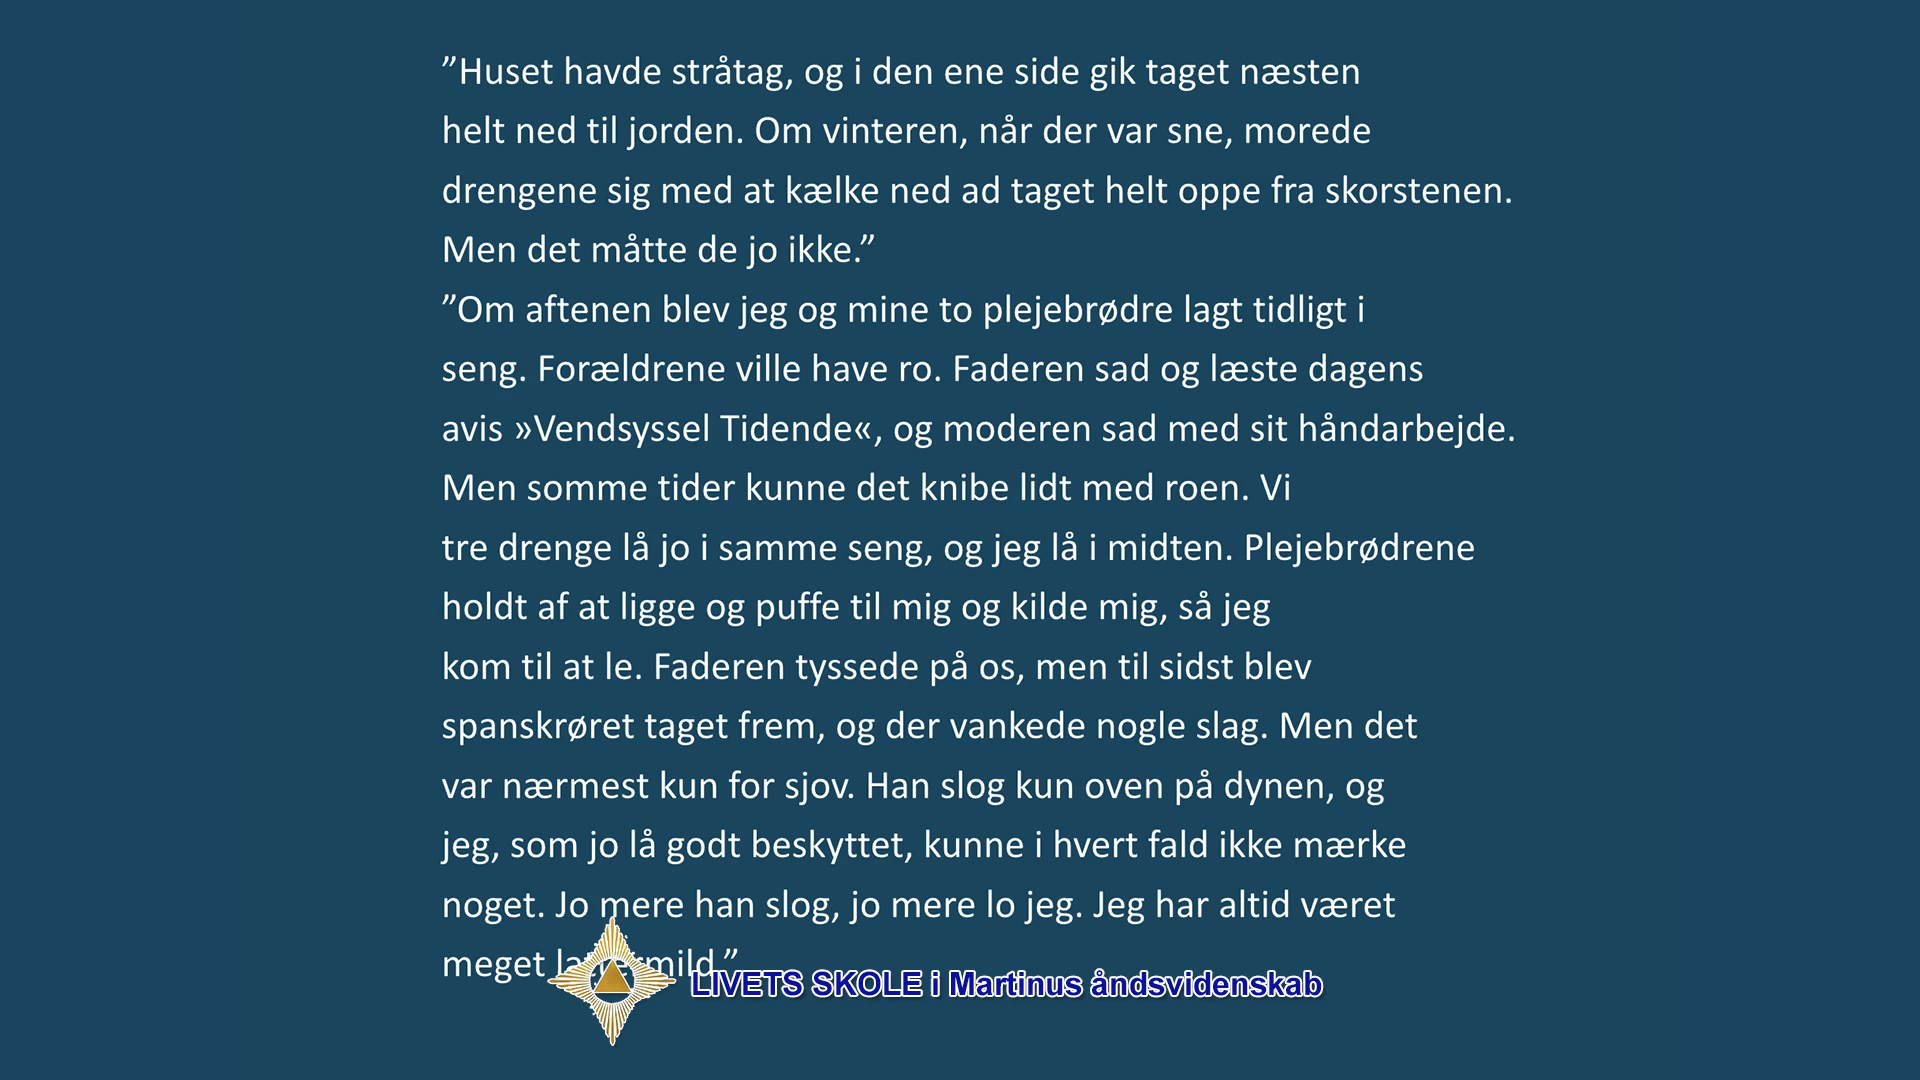 ”Huset havde stråtag, og i den ene side gik taget næsten
helt ned til jorden. Om vinteren, når der var sne, morede
drengene sig med at kælke ned ad taget helt oppe fra skorstenen.
Men det måtte de jo ikke.”
”Om aftenen blev jeg og mine to plejebrødre lagt tidligt i
seng. Forældrene ville have ro. Faderen sad og læste dagens
avis »Vendsyssel Tidende«, og moderen sad med sit håndarbejde.
Men somme tider kunne det knibe lidt med roen. Vi
tre drenge lå jo i samme seng, og jeg lå i midten. Plejebrødrene
holdt af at ligge og puffe til mig og kilde mig, så jeg
kom til at le. Faderen tyssede på os, men til sidst blev
spanskrøret taget frem, og der vankede nogle slag. Men det
var nærmest kun for sjov. Han slog kun oven på dynen, og
jeg, som jo lå godt beskyttet, kunne i hvert fald ikke mærke
noget. Jo mere han slog, jo mere lo jeg. Jeg har altid været
meget
LIVETS SKOLE i Martinus åndsvidenskab